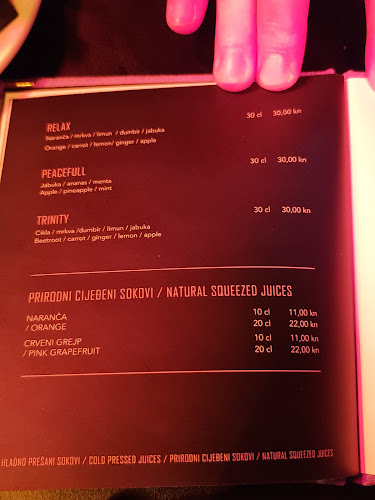 RELAX 30 cl 30,00 kn
Naranča / mrkva / limun / đumbir / jabuka
Orange / carrot / lemon/ ginger / apple
PEACEFULL 30 cl 30,00 kn
Jabuka / ananas / menta
Apple / pineapple / mint
TRINITY 30 cl 30,00 kn
Cikla / mrkva /đumbir / limun / jabuka
Beetroot / carrot / ginger / lemon / apple
PRIRODNI CIJEĐENI SOKOVI / NATURAL SQUEEZED JUICES
NARANČA 10 cl 11,00 kn
/ ORANGE 20 cl 22,00 kn
CRVENI GREJP 10 cl 11,00 kn
/ PINK GRAPEFRUIT 20 cl 22,00 kn
HLADNO PREŠANI SOKOVI / COLD PRESSED JUICES / PRIRODNI CIJEĐENI SOKOVI / NATURAL SQUEEZED JUICES